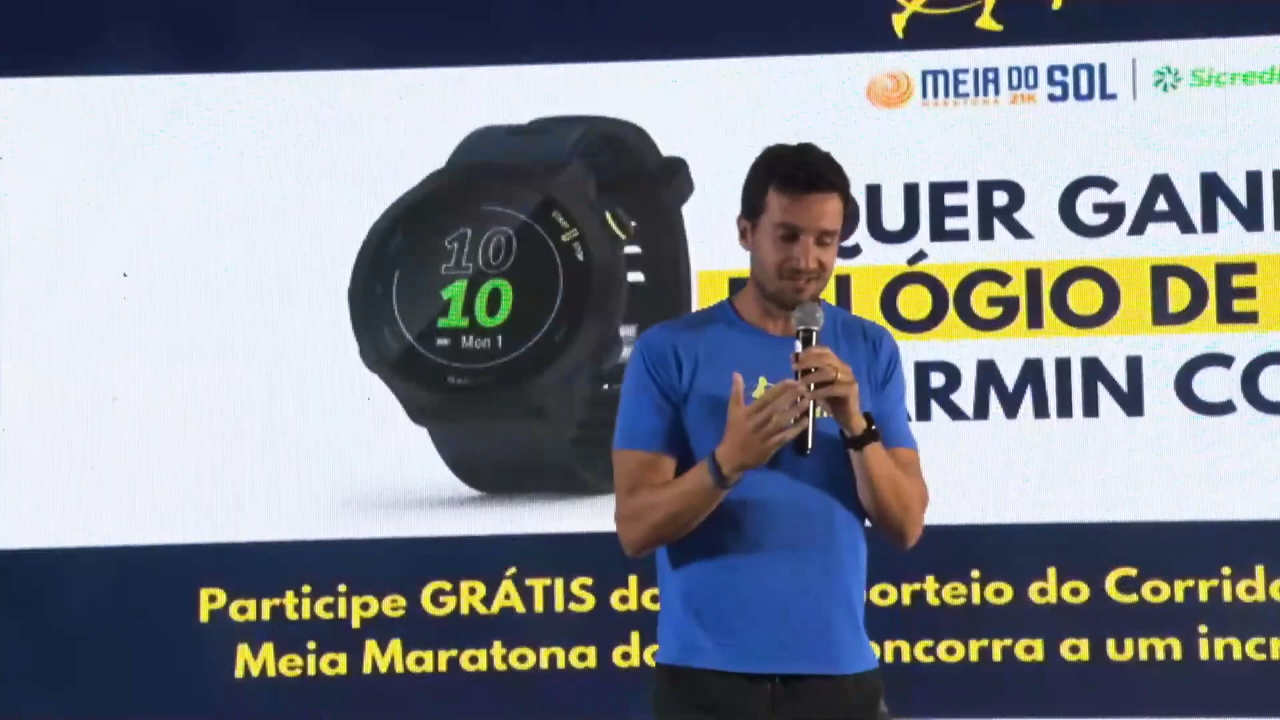 MEIA DO SOL
MARATONA 21K
Sicredi
QUER GAN
LÓGIO DE
ARMIN CO
10
10
Mon 1
Participe GRÁTIS do orteio do Corrid
Meia Maratona do oncorra a um incr